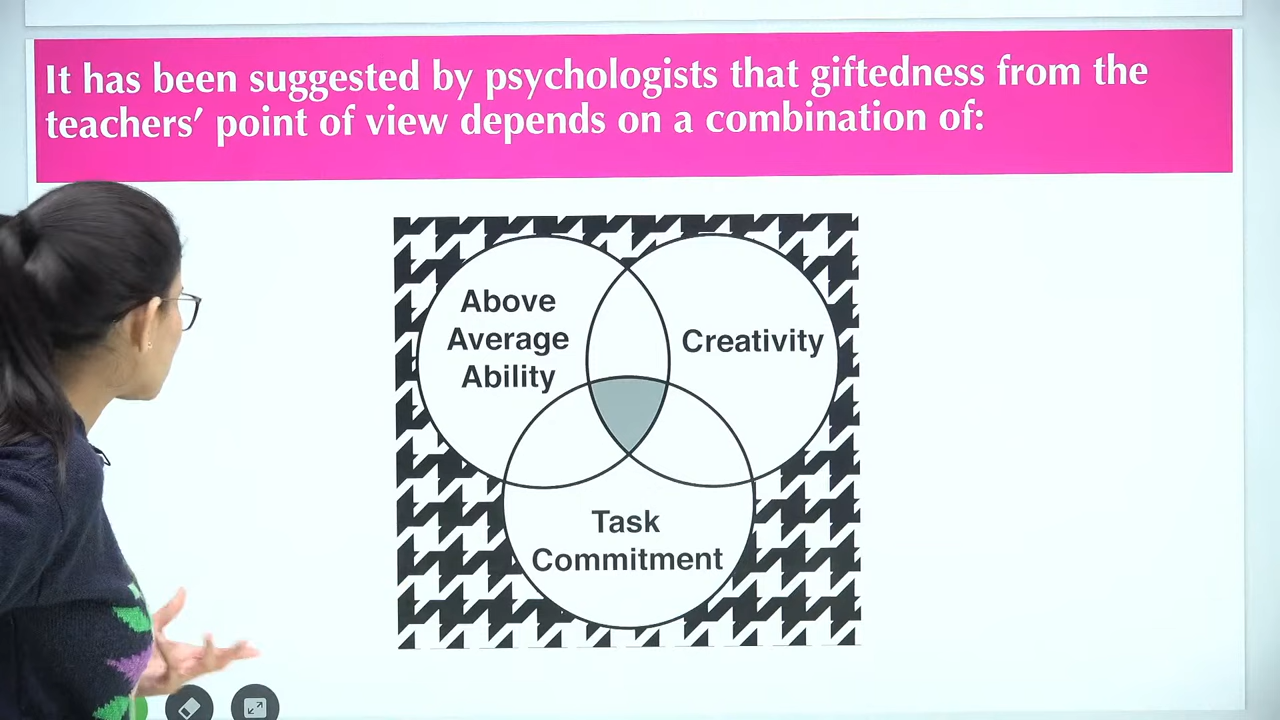 It has been suggested by psychologists that giftedness from the
teachers' point of view depends on a combination of:
Above
Average
Ability
Creativity
Task
Commitment